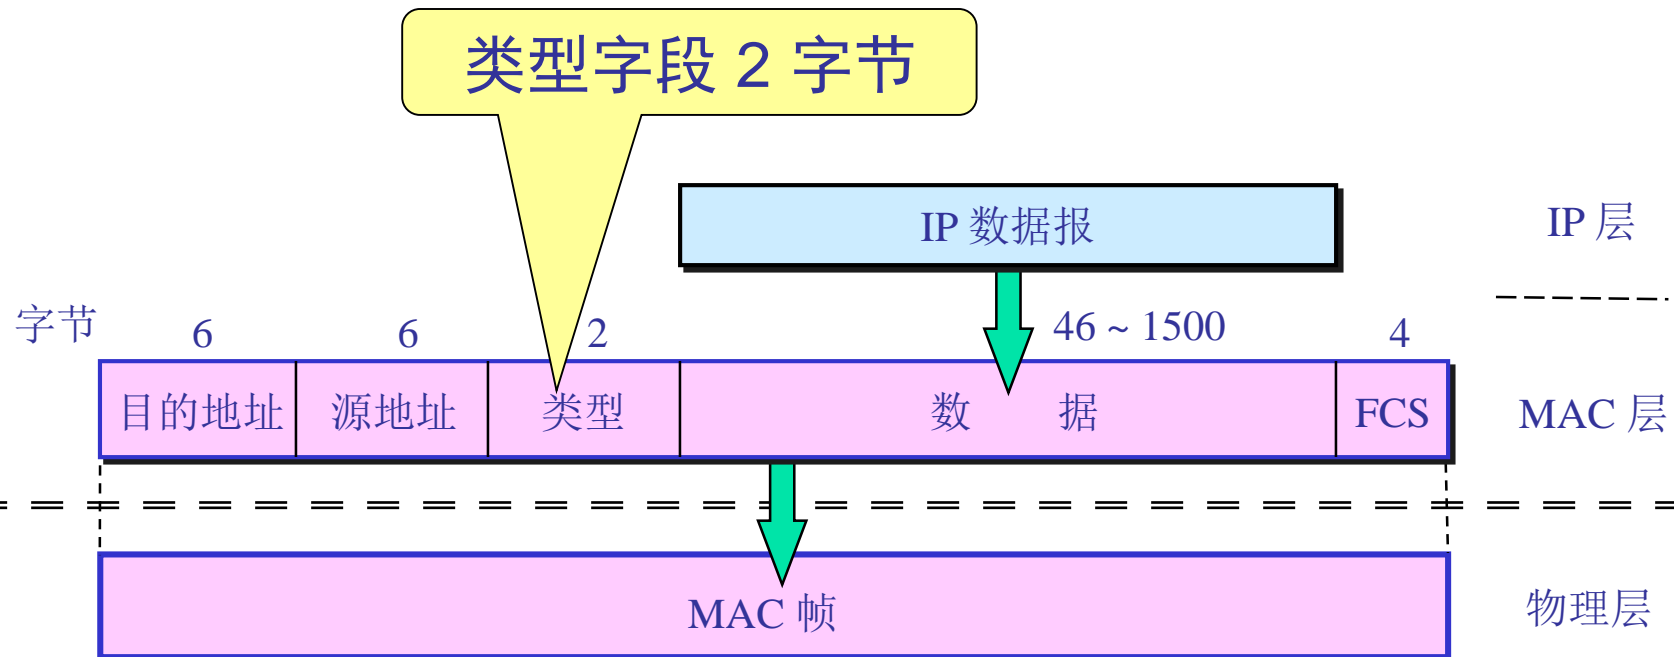 类型字段 2 字节
IP 数据报
IP 层
字节
6
6
2
46 ~ 1500
4
目的地址
源地址
类型
数 据
FCS
MAC 层
MAC 帧
物理层